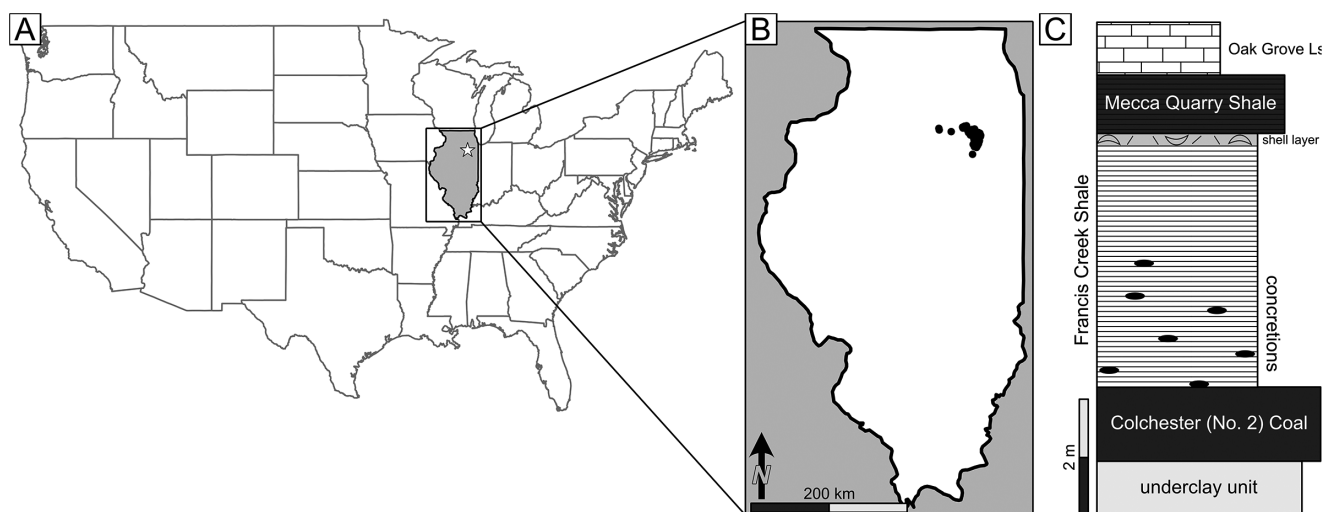 A
B
C
Oak Grove Ls
Mecca Quarry Shale
shell layer
Francis Creek Shale
concretions
Colchester (No. 2) Coal
2 m
underclay unit
N
200 km